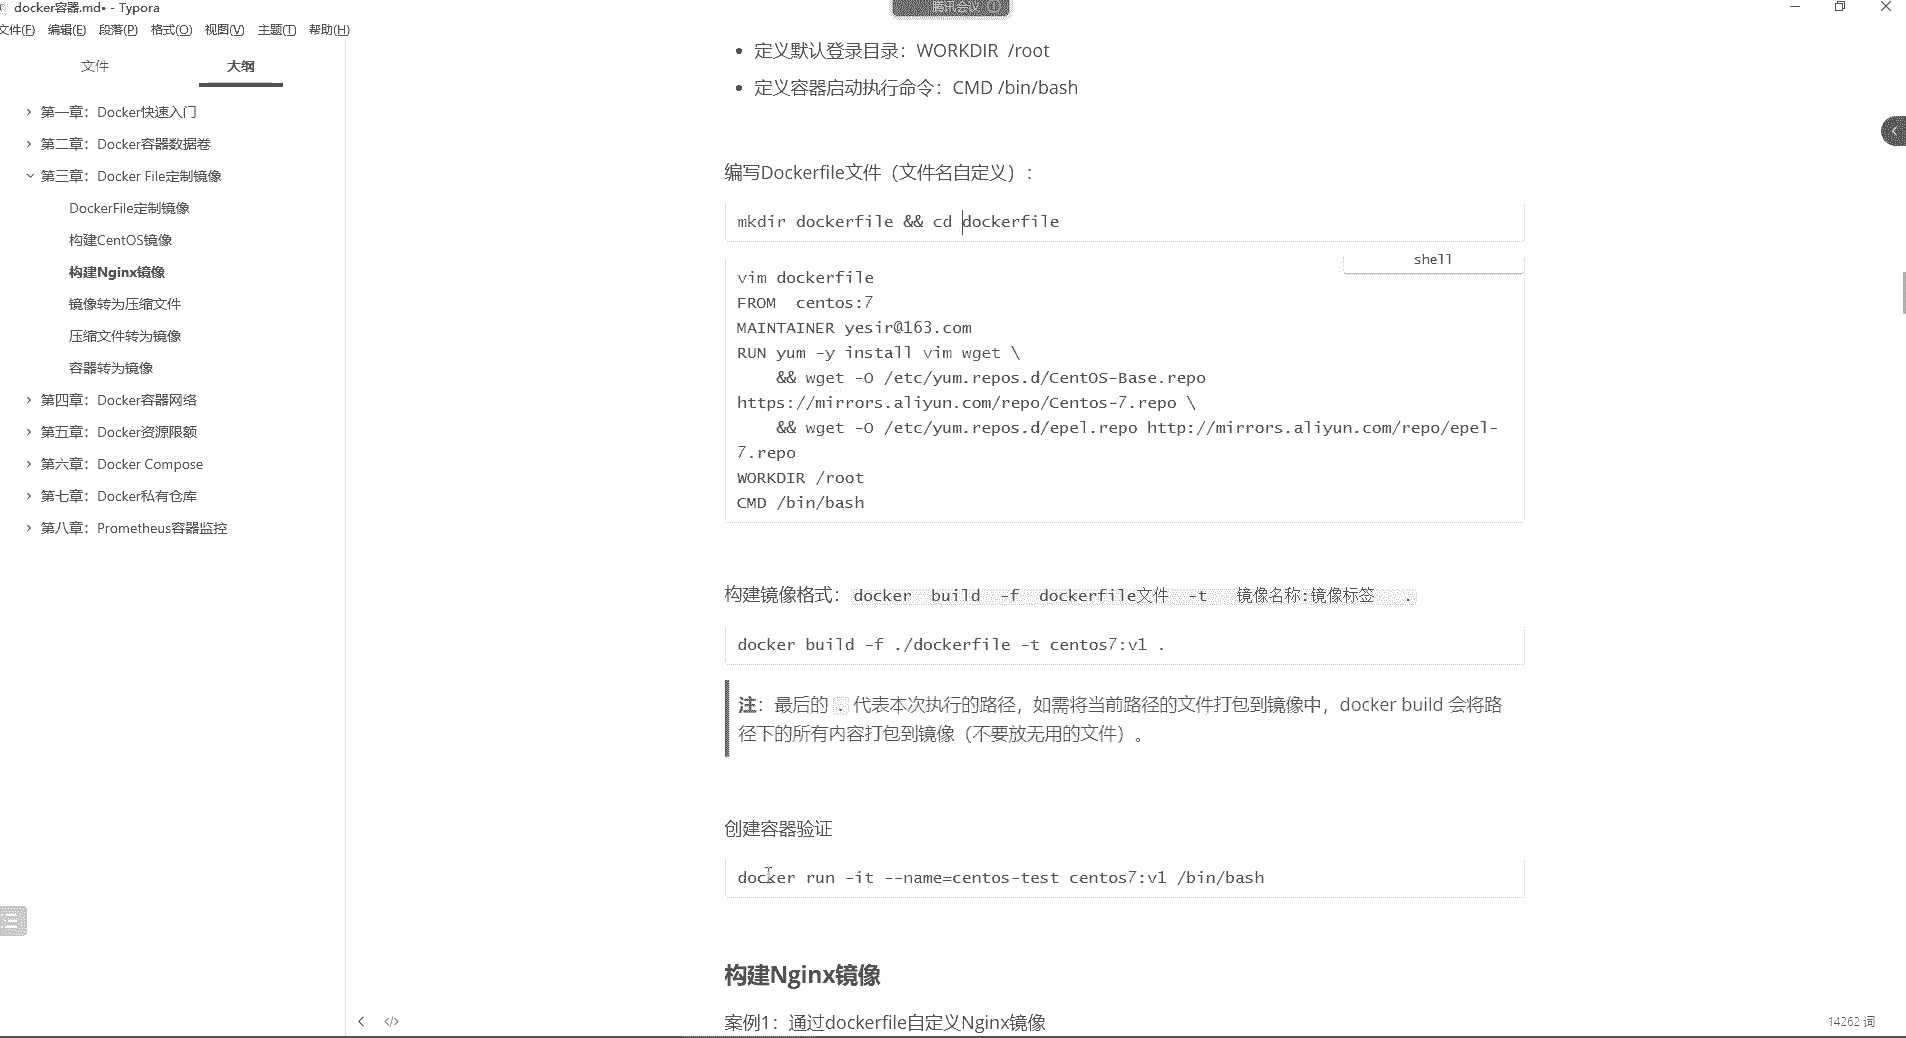 docker容器.md• - Typora
腾讯会议
文件(F) 编辑(E) 段落(P) 格式(O) 视图(V) 主题(T) 帮助(H)
文件 大纲
第一章：Docker快速入门
第二章：Docker容器数据卷
第三章：Docker File定制镜像
DockerFile定制镜像
构建CentOS镜像
构建Nginx镜像
镜像转为压缩文件
压缩文件转为镜像
容器转为镜像
第四章：Docker容器网络
第五章：Docker资源限额
第六章：Docker Compose
第七章：Docker私有仓库
第八章：Prometheus容器监控
• 定义默认登录目录：WORKDIR /root
• 定义容器启动执行命令：CMD /bin/bash
编写Dockerfile文件（文件名自定义）:
mkdir dockerfile && cd dockerfile
shell
vim dockerfile
FROM  centos:7
MAINTAINER yesir@163.com
RUN yum -y install vim wget \
    && wget -O /etc/yum.repos.d/CentOS-Base.repo
https://mirrors.aliyun.com/repo/Centos-7.repo \
    && wget -O /etc/yum.repos.d/epel.repo http://mirrors.aliyun.com/repo/epel-
7.repo
WORKDIR /root
CMD /bin/bash
构建镜像格式：docker  build  -f  dockerfile文件  -t   镜像名称:镜像标签   .
docker build -f ./dockerfile -t centos7:v1 .
注：最后的 . 代表本次执行的路径，如需将当前路径的文件打包到镜像中，docker build 会将路
径下的所有内容打包到镜像（不要放无用的文件）。
创建容器验证
docker run -it --name=centos-test centos7:v1 /bin/bash
构建Nginx镜像
案例1：通过dockerfile自定义Nginx镜像
</> 14262 词